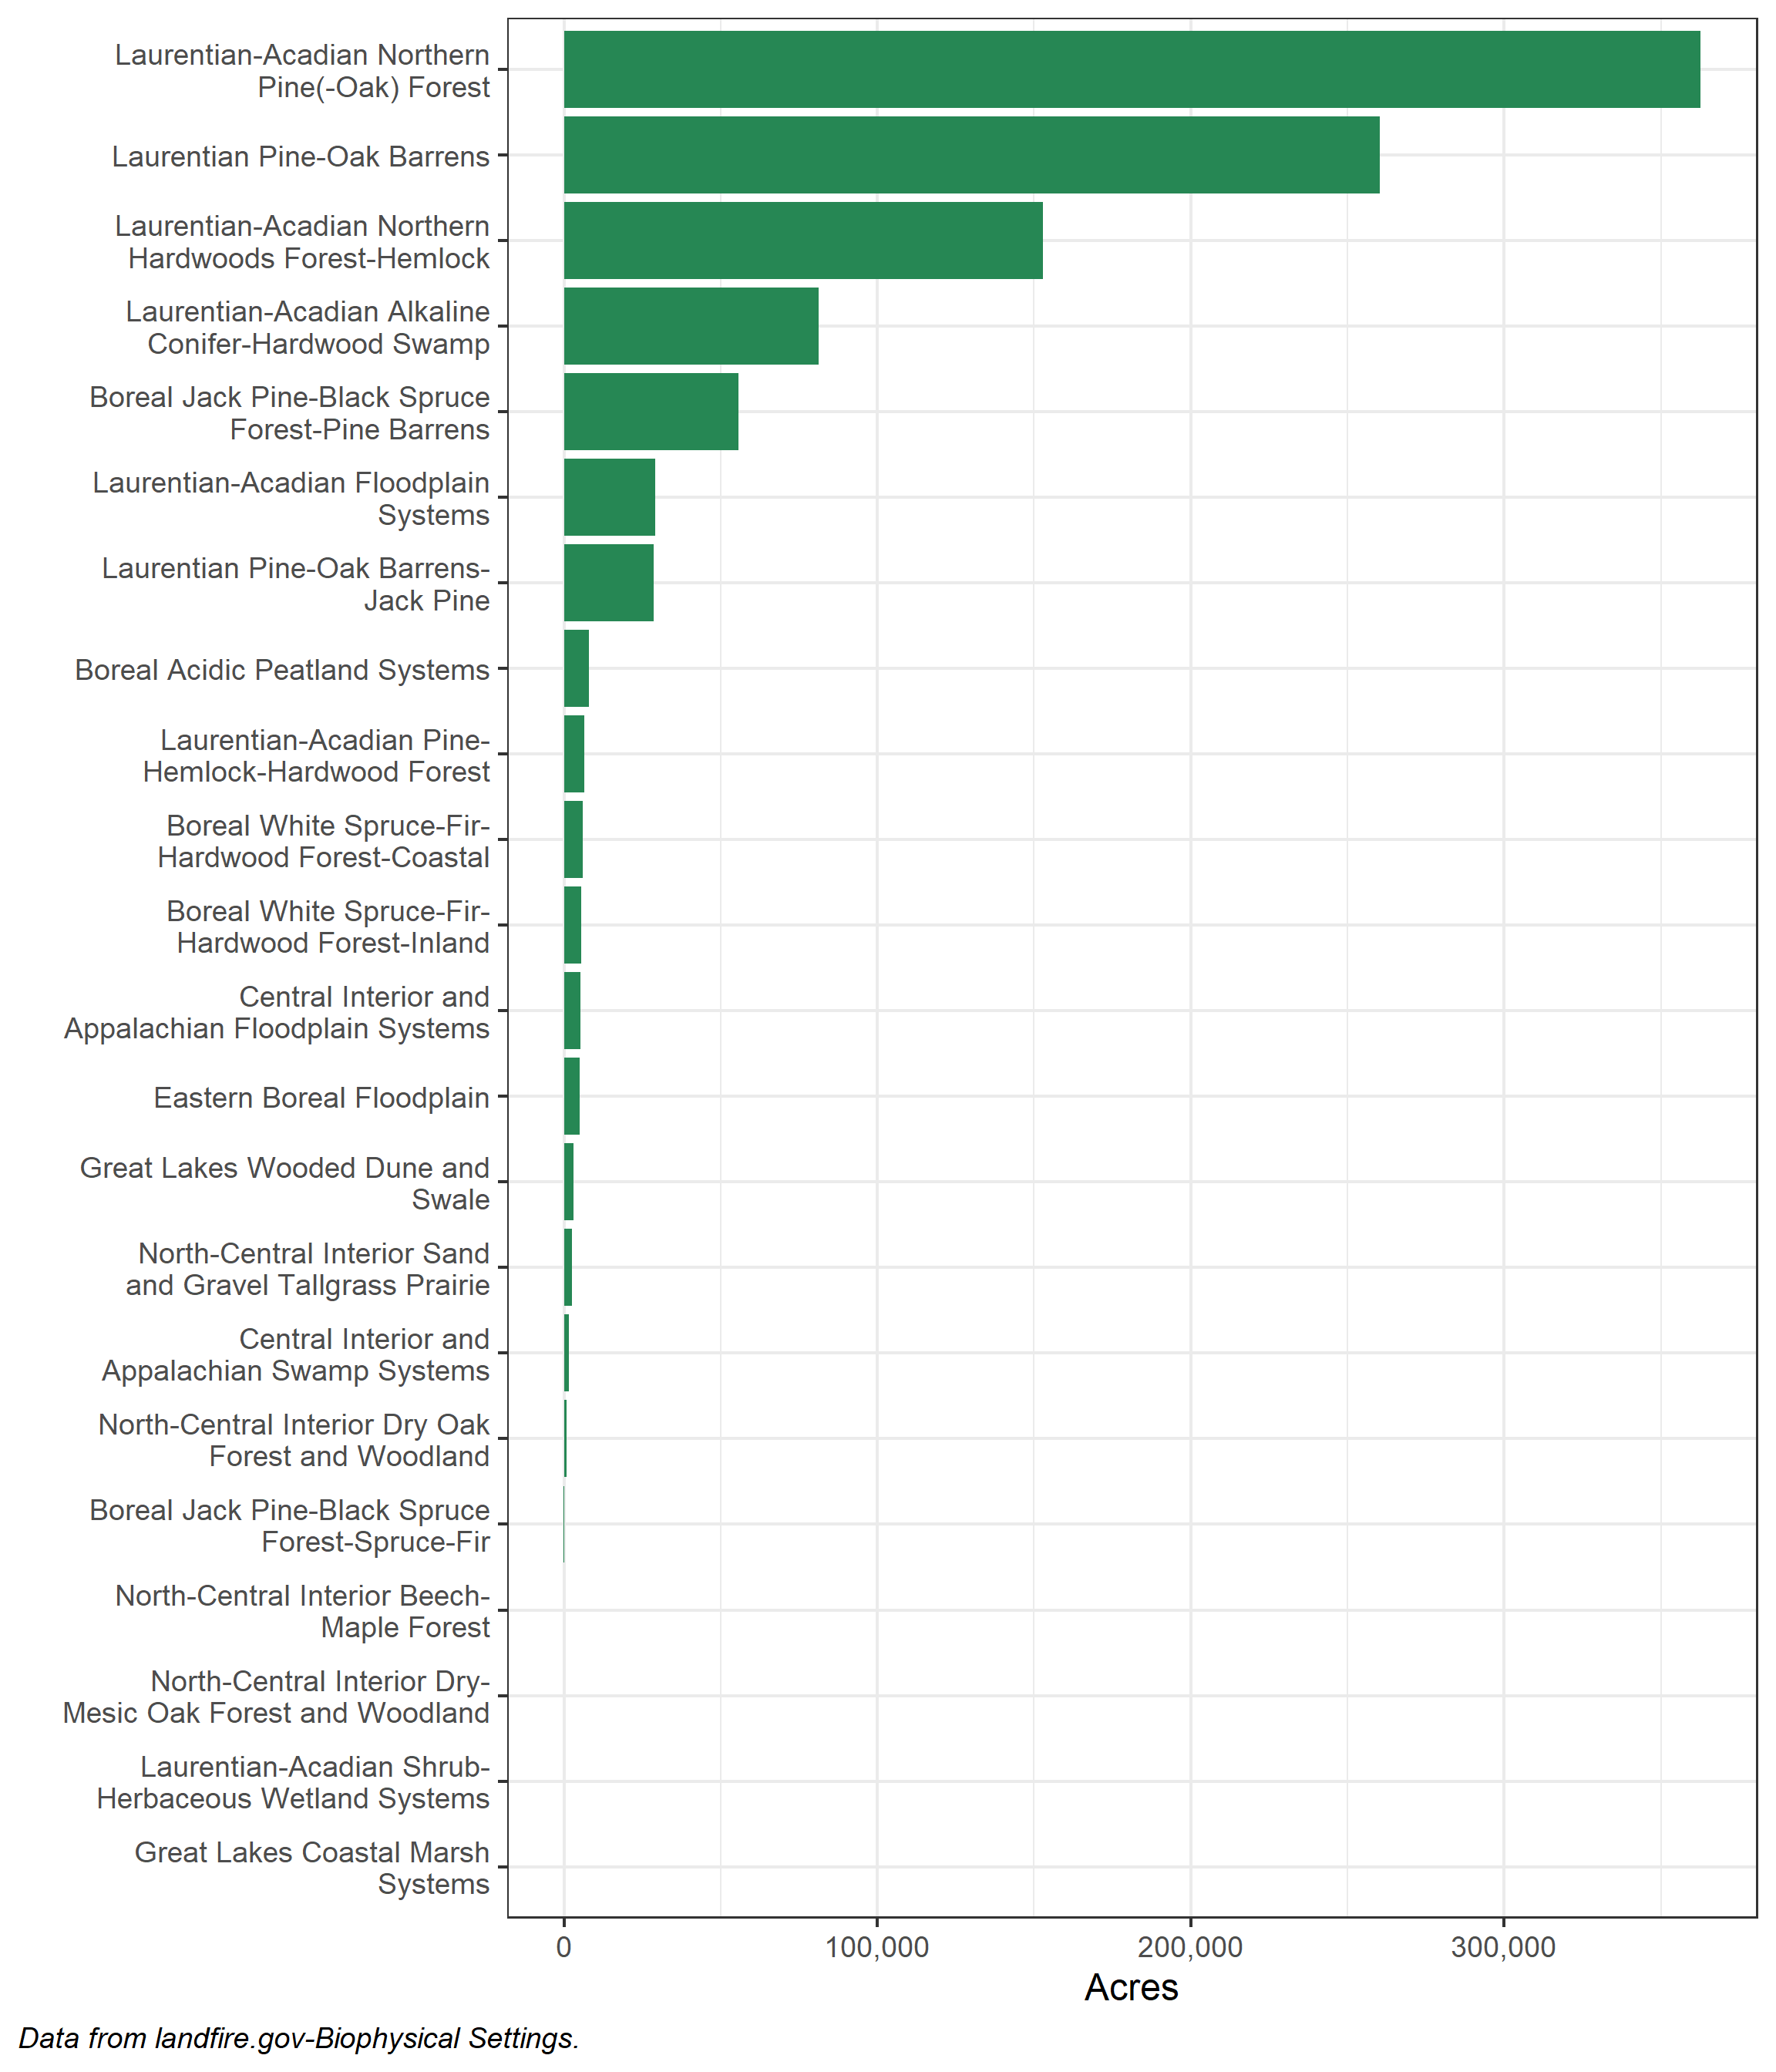 Laurentian-Acadian Northern
Pine(-Oak) Forest
Laurentian Pine-Oak Barrens
Laurentian-Acadian Northern
Hardwoods Forest-Hemlock
Laurentian-Acadian Alkaline
Conifer-Hardwood Swamp
Boreal Jack Pine-Black Spruce
Forest-Pine Barrens
Laurentian-Acadian Floodplain
Systems
Laurentian Pine-Oak Barrens-
Jack Pine
Boreal Acidic Peatland Systems
Laurentian-Acadian Pine-
Hemlock-Hardwood Forest
Boreal White Spruce-Fir-
Hardwood Forest-Coastal
Boreal White Spruce-Fir-
Hardwood Forest-Inland
Central Interior and
Appalachian Floodplain Systems
Eastern Boreal Floodplain
Great Lakes Wooded Dune and
Swale
North-Central Interior Sand
and Gravel Tallgrass Prairie
Central Interior and
Appalachian Swamp Systems
North-Central Interior Dry Oak
Forest and Woodland
Boreal Jack Pine-Black Spruce
Forest-Spruce-Fir
North-Central Interior Beech-
Maple Forest
North-Central Interior Dry-
Mesic Oak Forest and Woodland
Laurentian-Acadian Shrub-
Herbaceous Wetland Systems
Great Lakes Coastal Marsh
Systems
0 100,000 200,000 300,000
Acres
Data from landfire.gov-Biophysical Settings.